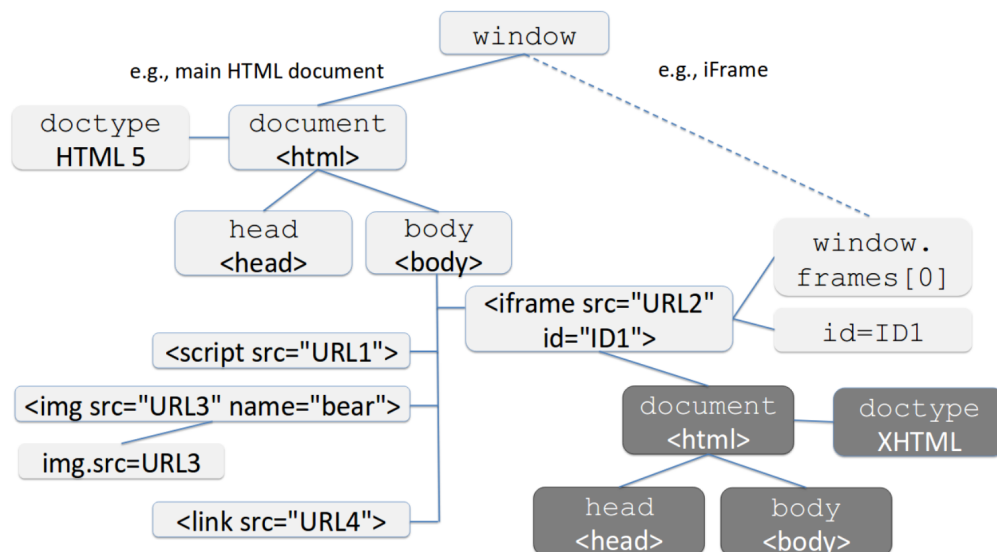 window
e.g., main HTML document
e.g., iFrame
doctype
HTML 5
document
<html>
head
<head>
body
<body>
window.
frames[0]
<iframe src="URL2"
id="ID1">
id=ID1
<script src="URL1">
<img src="URL3" name="bear">
img.src=URL3
<link src="URL4">
document
<html>
doctype
XHTML
head
<head>
body
<body>